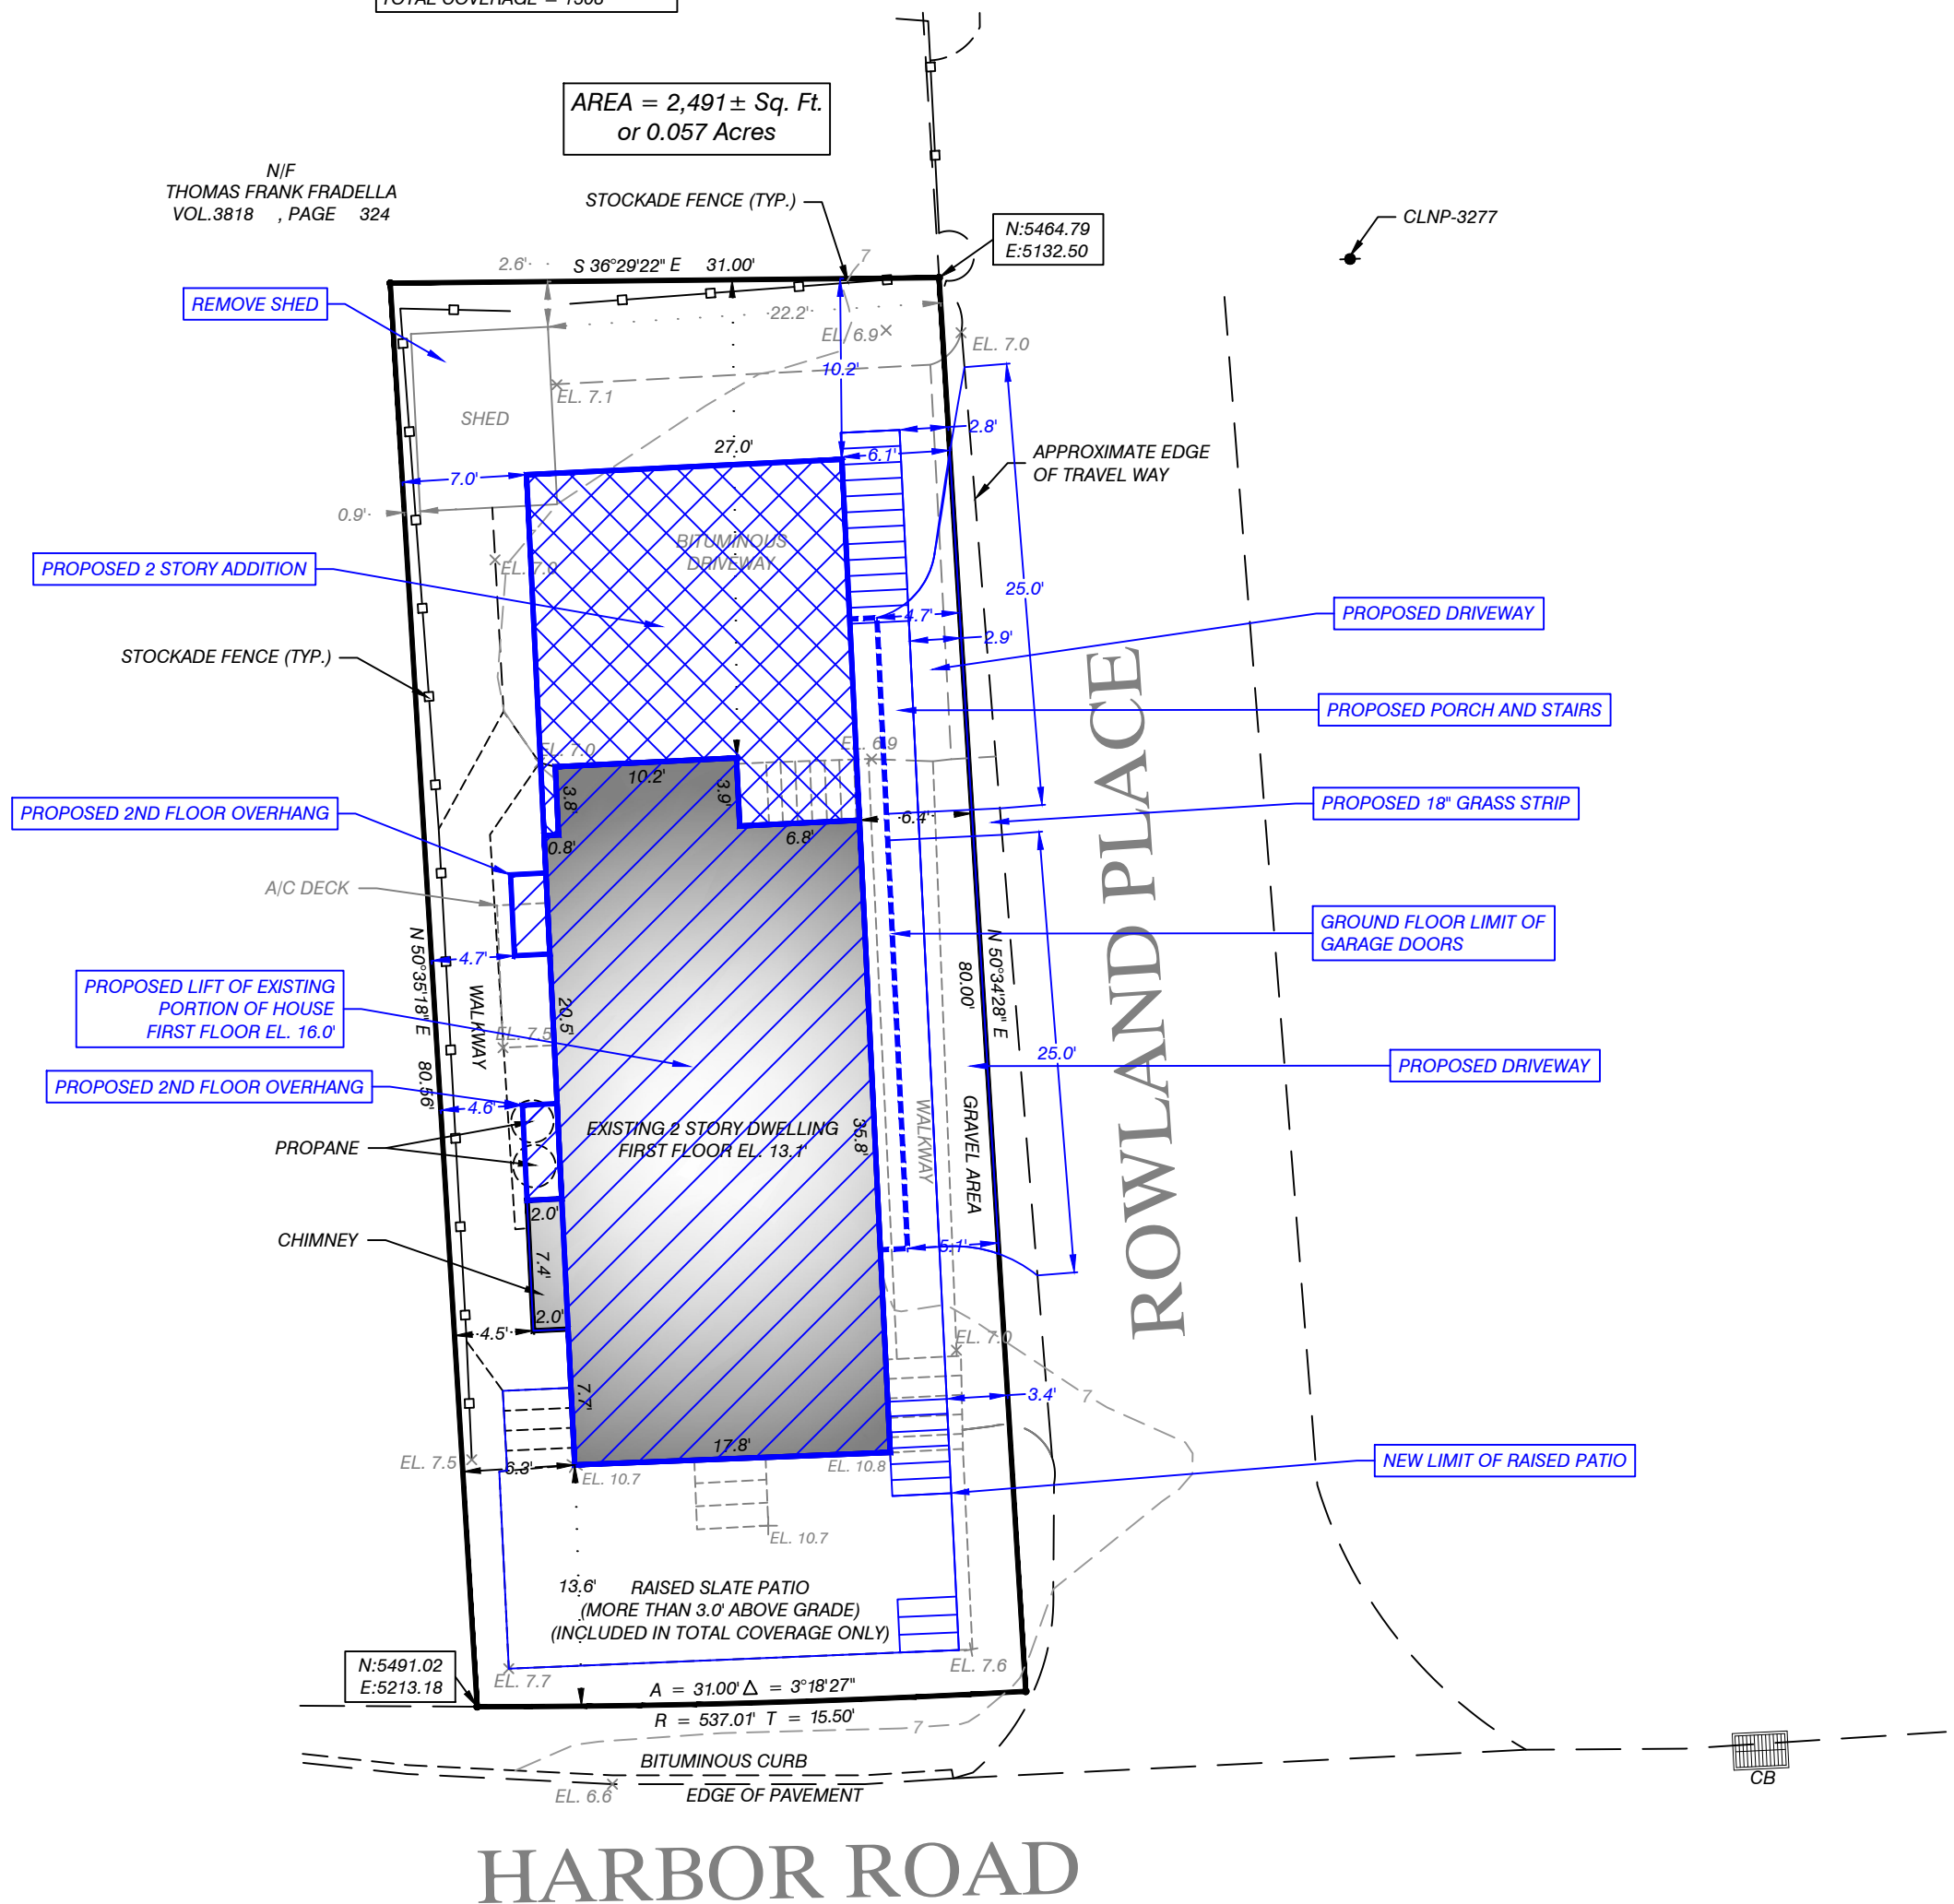 AREA = 2,491± Sq. Ft.
or 0.057 Acres
N/F
THOMAS FRANK FRADELLA
VOL.3818 , PAGE 324
STOCKADE FENCE (TYP.)
N:5464.79
E:5132.50
CLNP-3277
2.6'
S 36°29'22" E 31.00'
7
REMOVE SHED
22.2'
EL. 6.9
EL. 7.0
10.2'
EL. 7.1
SHED
27.0'
2.8'
6.1'
APPROXIMATE EDGE
OF TRAVEL WAY
7.0'
0.9'
BITUMINOUS
DRIVEWAY
PROPOSED 2 STORY ADDITION
EL. 7.0
25.0'
4.7'
PROPOSED DRIVEWAY
2.9'
STOCKADE FENCE (TYP.)
PROPOSED PORCH AND STAIRS
EL. 7.0
EL. 6.9
10.2'
3.8'
3.9'
PROPOSED 2ND FLOOR OVERHANG
PROPOSED 18" GRASS STRIP
6.4'
6.8'
0.8'
A/C DECK
GROUND FLOOR LIMIT OF
GARAGE DOORS
N 50°35'18" E 80.56'
4.7'
N 50°34'28" E
80.00'
ROWLAND PLACE
PROPOSED LIFT OF EXISTING
PORTION OF HOUSE
FIRST FLOOR EL. 16.0'
WALKWAY
20.5'
EL. 7.5
25.0'
PROPOSED DRIVEWAY
PROPOSED 2ND FLOOR OVERHANG
4.6'
EXISTING 2 STORY DWELLING
FIRST FLOOR EL. 13.1'
35.8'
WALKWAY
GRAVEL AREA
PROPANE
2.0'
CHIMNEY
7.4'
5.1'
2.0'
4.5'
EL. 7.0
7.7'
3.4'
7
17.8'
EL. 7.5
6.3'
EL. 10.7
EL. 10.8
NEW LIMIT OF RAISED PATIO
EL. 10.7
13.6'
RAISED SLATE PATIO
(MORE THAN 3.0' ABOVE GRADE)
(INCLUDED IN TOTAL COVERAGE ONLY)
N:5491.02
E:5213.18
EL. 7.7
EL. 7.6
A = 31.00' Δ = 3°18'27"
R = 537.01' T = 15.50'
7
BITUMINOUS CURB
EL. 6.6
EDGE OF PAVEMENT
CB
HARBOR ROAD